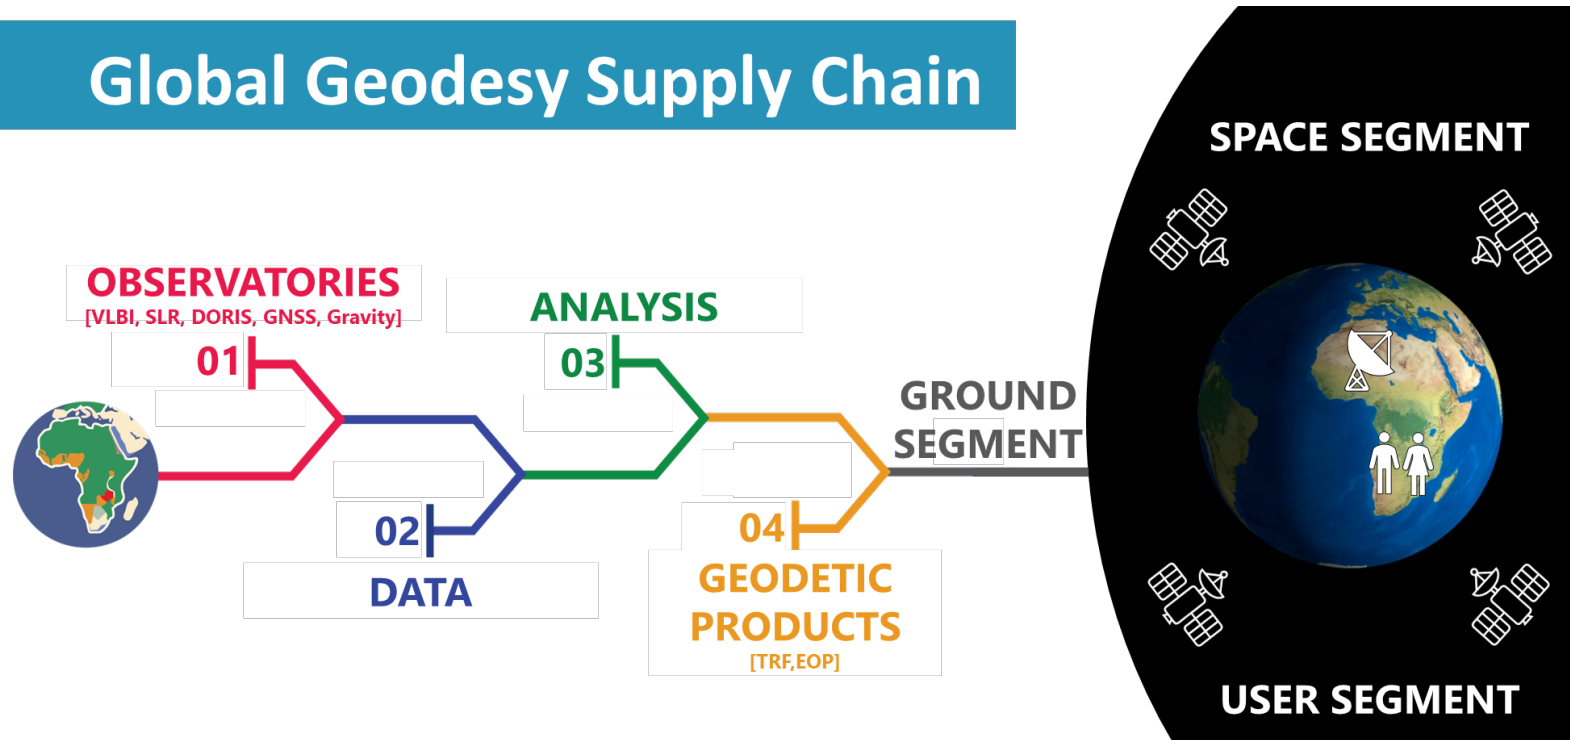 Global Geodesy Supply Chain
SPACE SEGMENT
OBSERVATORIES
[VLBI, SLR, DORIS, GNSS, Gravity]
01
ANALYSIS
03
GROUND
SEGMENT
02
DATA
04
GEODETIC
PRODUCTS
[TRF,EOP]
USER SEGMENT